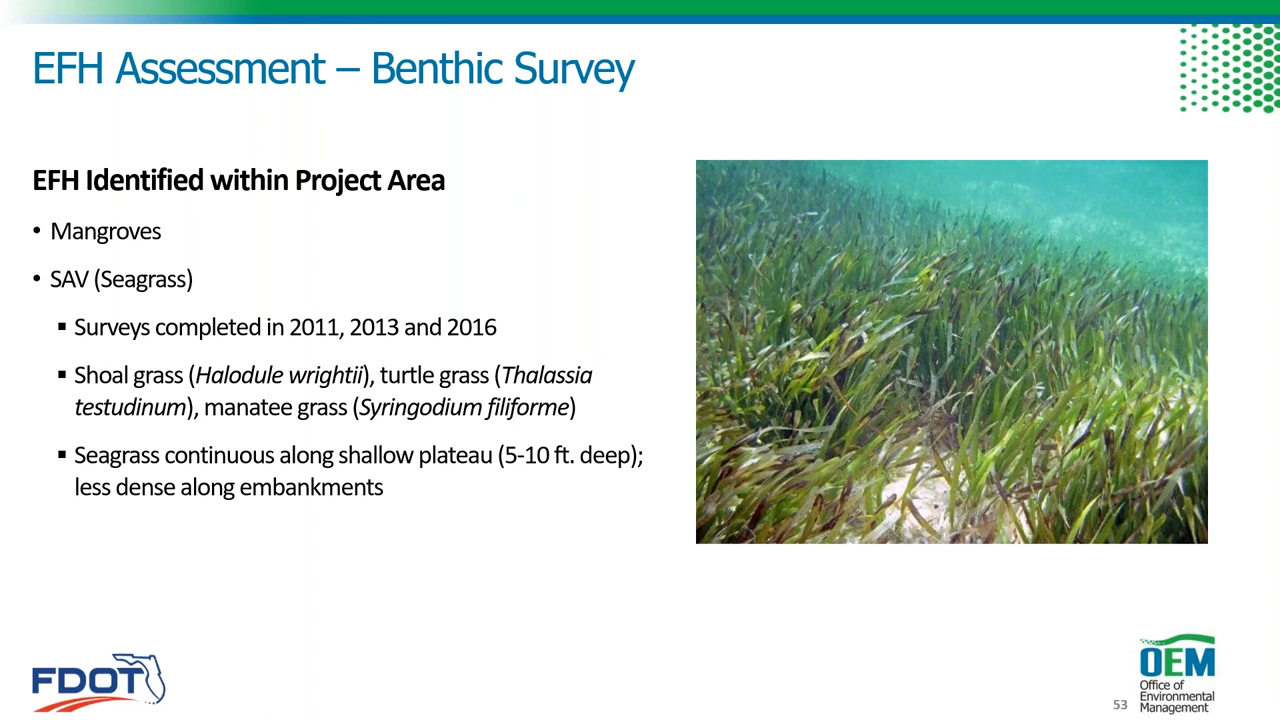 EFH Assessment – Benthic Survey
EFH Identified within Project Area
• Mangroves
• SAV (Seagrass)
▪ Surveys completed in 2011, 2013 and 2016
▪ Shoal grass (Halodule wrightii), turtle grass (Thalassia
testudinum), manatee grass (Syringodium filiforme)
▪ Seagrass continuous along shallow plateau (5-10 ft. deep);
less dense along embankments
FDOT
53
OEM
Office of
Environmental
Management